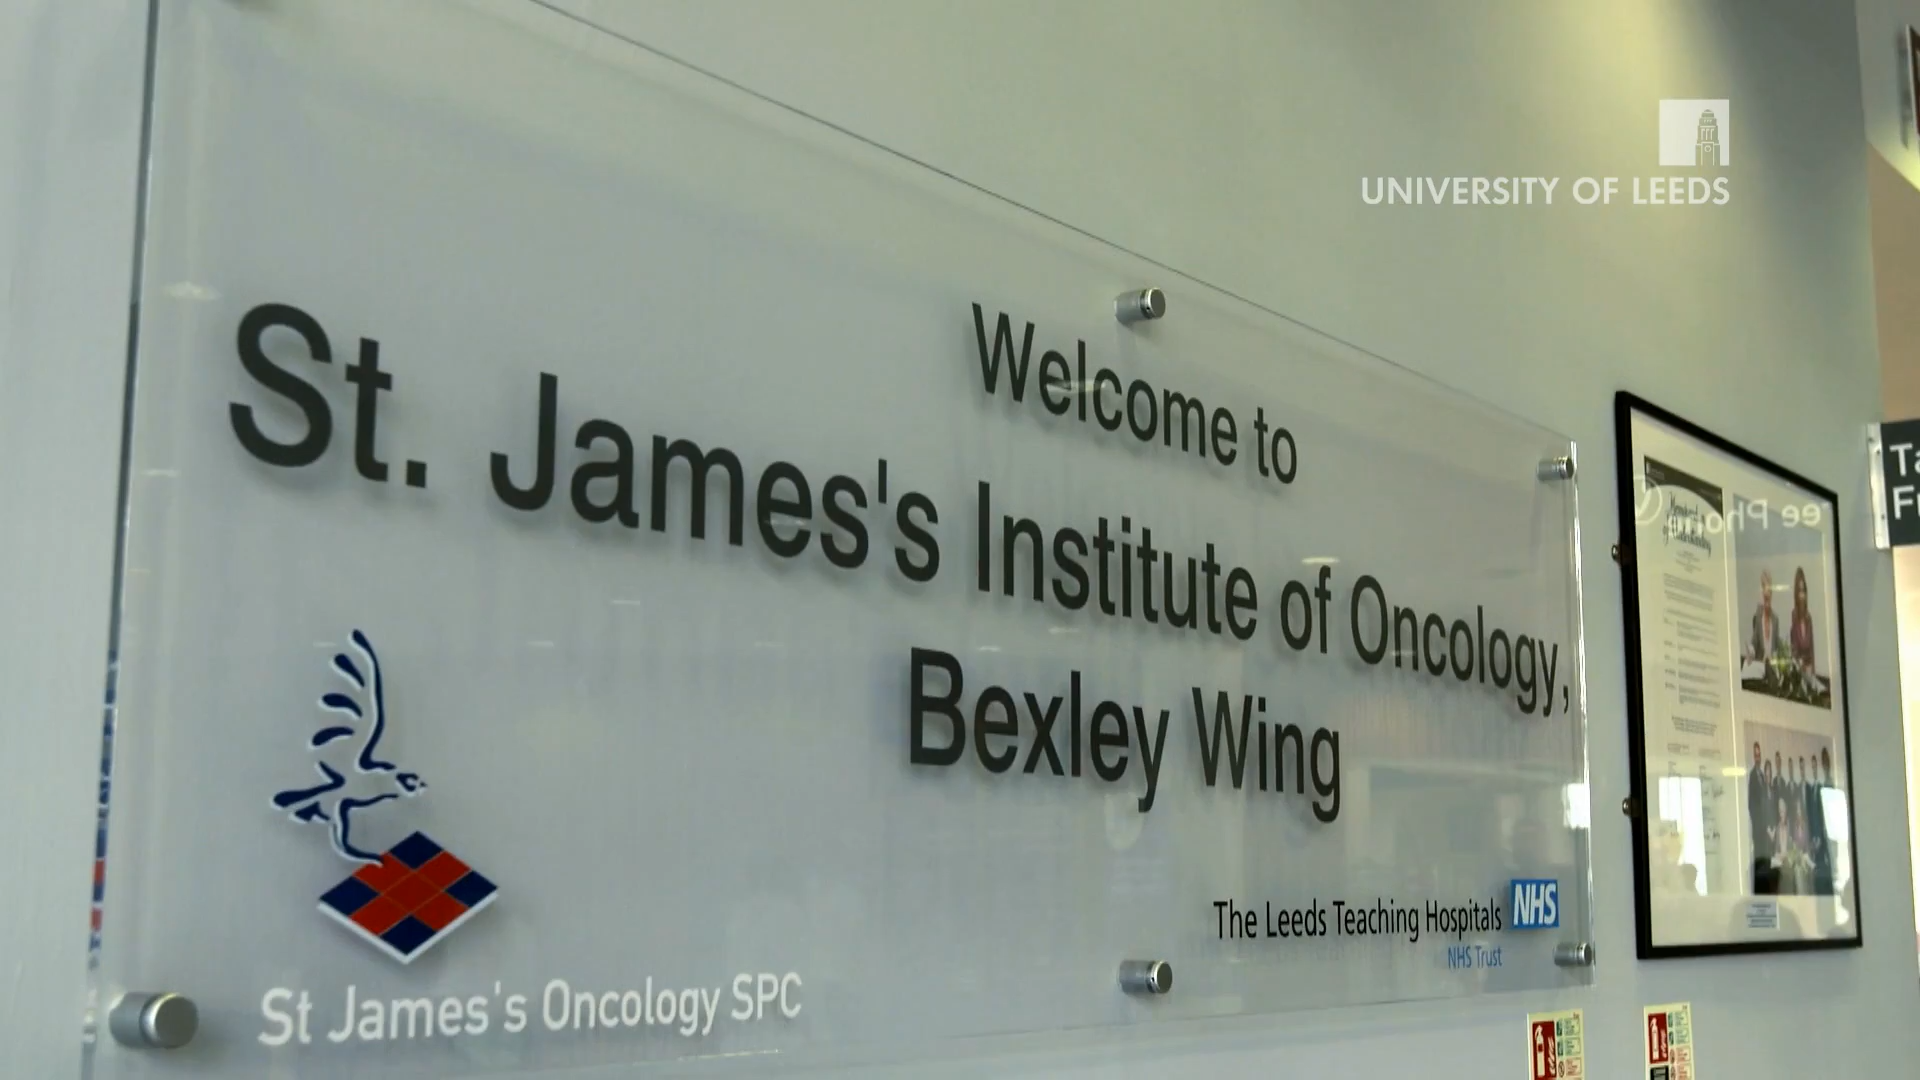 UNIVERSITY OF LEEDS
Welcome to
St. James's Institute of Oncology,
Bexley Wing
The Leeds Teaching Hospitals NHS
NHS Trust
St James's Oncology SPC